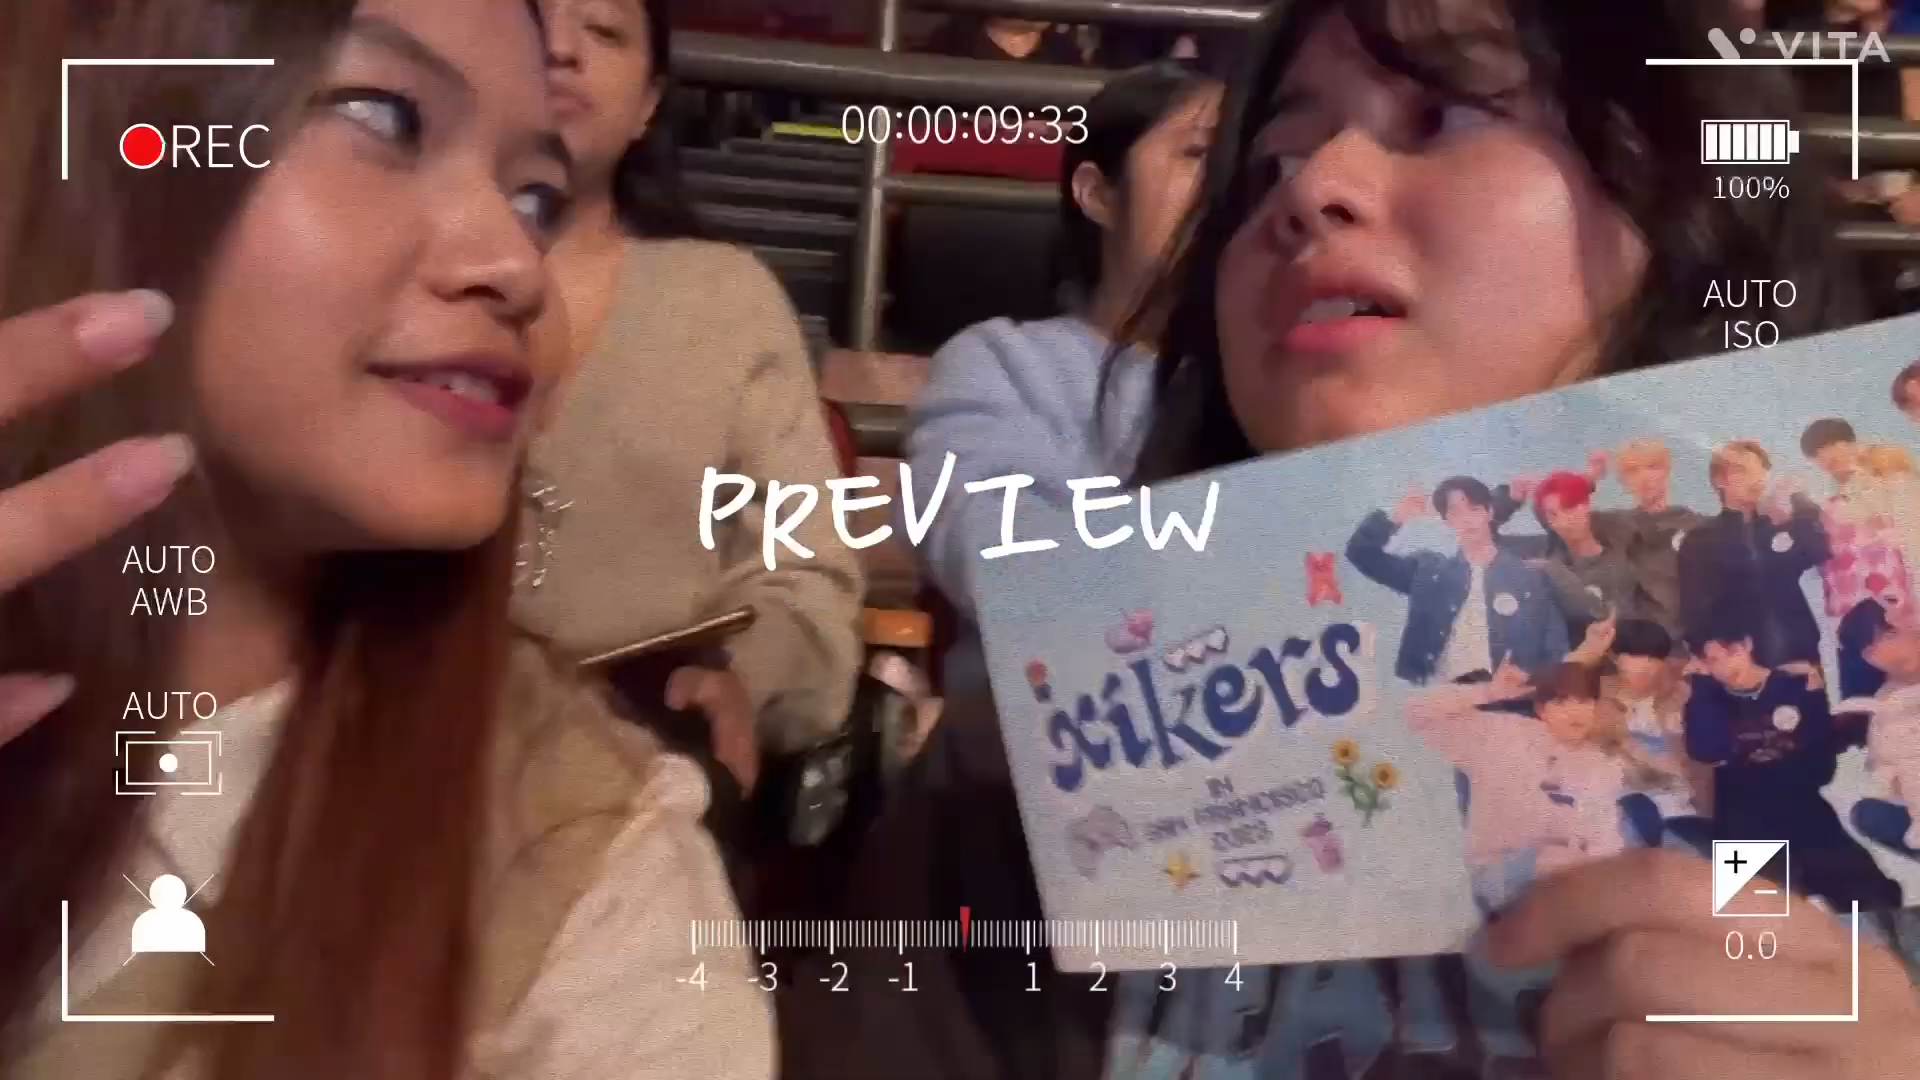 VITA
REC
00:00:09:33
100%
AUTO
ISO
PREVIEW
AUTO
AWB
xikers
IN
SAN FRANCISCO
AUTO
0.0
-4 -3 -2 -1 1 2 3 4